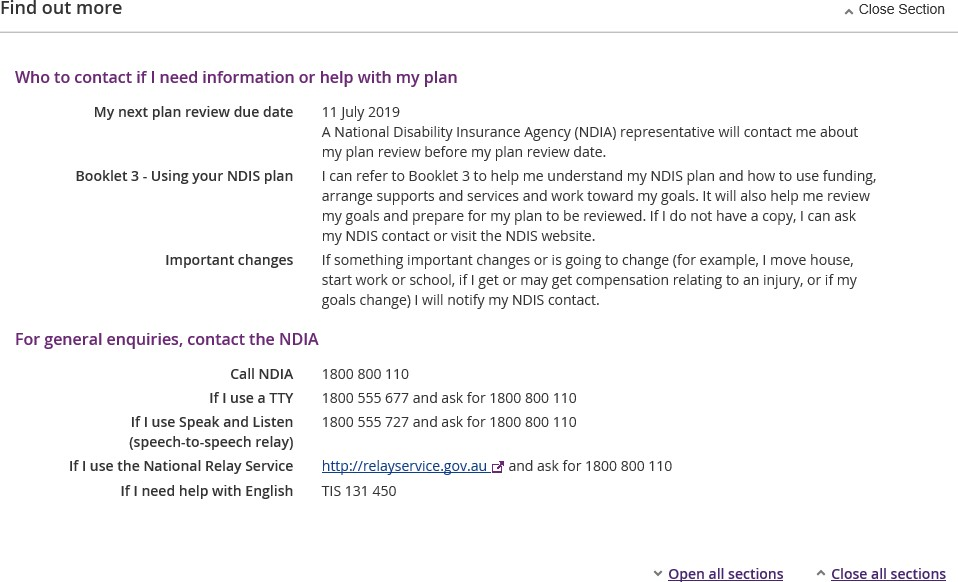 Find out more
Close Section
Who to contact if I need information or help with my plan
My next plan review due date
11 July 2019
A National Disability Insurance Agency (NDIA) representative will contact me about
my plan review before my plan review date.
Booklet 3 - Using your NDIS plan
I can refer to Booklet 3 to help me understand my NDIS plan and how to use funding,
arrange supports and services and work toward my goals. It will also help me review
my goals and prepare for my plan to be reviewed. If I do not have a copy, I can ask
my NDIS contact or visit the NDIS website.
Important changes
If something important changes or is going to change (for example, I move house,
start work or school, if I get or may get compensation relating to an injury, or if my
goals change) I will notify my NDIS contact.
For general enquiries, contact the NDIA
Call NDIA
1800 800 110
If I use a TTY
1800 555 677 and ask for 1800 800 110
If I use Speak and Listen
(speech-to-speech relay)
1800 555 727 and ask for 1800 800 110
If I use the National Relay Service
http://relayservice.gov.au and ask for 1800 800 110
If I need help with English
TIS 131 450
Open all sections
Close all sections